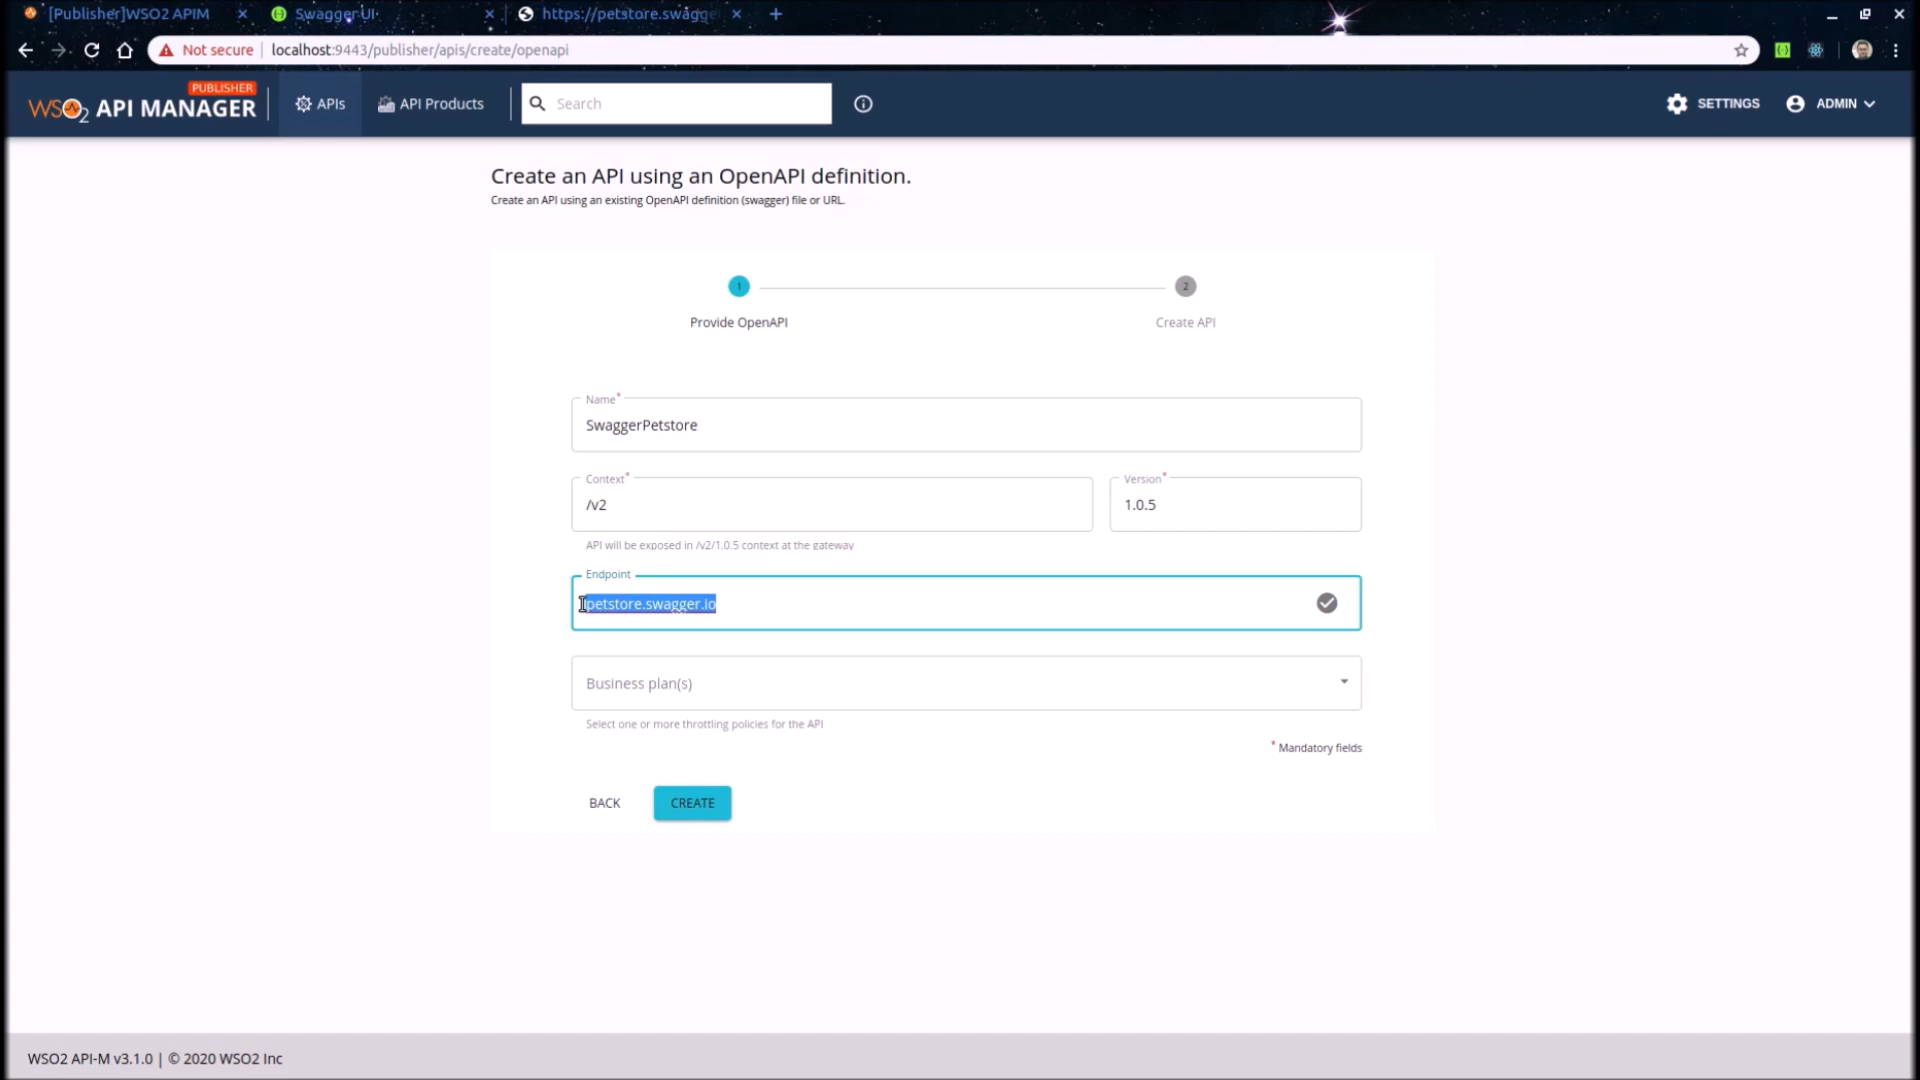 [Publisher]WSO2 APIM
Swagger UI
https://petstore.swagge
Not secure
localhost:9443/publisher/apis/create/openapi
PUBLISHER
WSO2 API MANAGER
APIs
API Products
Search
SETTINGS
ADMIN
Create an API using an OpenAPI definition.
Create an API using an existing OpenAPI definition (swagger) file or URL.
1
2
Provide OpenAPI
Create API
Name*
SwaggerPetstore
Context*
Version*
/v2
1.0.5
API will be exposed in /v2/1.0.5 context at the gateway
Endpoint
petstore.swagger.io
Business plan(s)
Select one or more throttling policies for the API
* Mandatory fields
BACK
CREATE
WSO2 API-M v3.1.0 | © 2020 WSO2 Inc